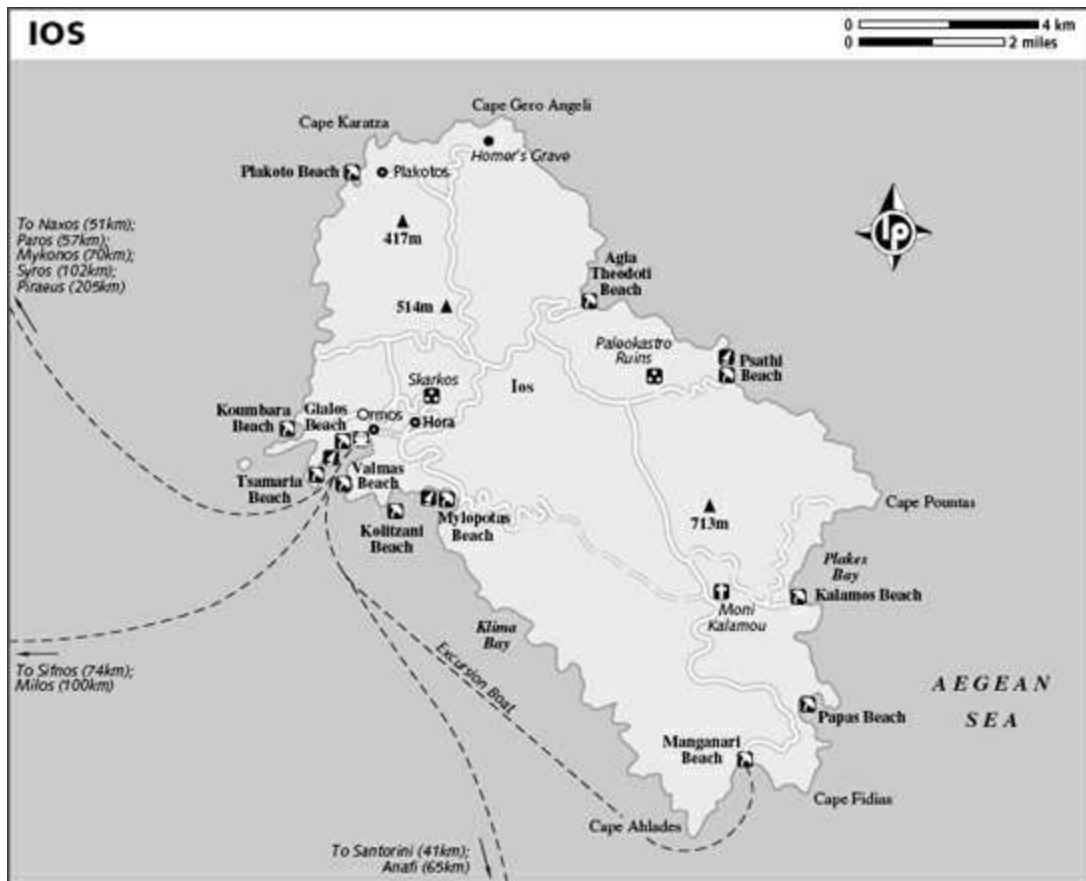 IOS
0 4 km
0 2 miles
Cape Gero Angeli
Cape Karatza
Homer's Grave
Plakoto Beach
Plakotos
To Naxos (51km);
Paros (57km);
Mykonos (70km);
Syros (102km);
Piraeus (205km)
417m
lp
Agia
Theodoti
Beach
514m
Paleokastro
Ruins
Psathi
Beach
Skarkos
Ios
Koumbara
Beach
Gialos
Beach
Ormos
Hora
Tsamaria
Beach
Valmas
Beach
Kolitzani
Beach
Mylopotas
Beach
Cape Pountas
713m
Plakes
Bay
Kalamos Beach
Moni
Kalamou
Klima
Bay
Excursion Boat
To Sifnos (74km);
Milos (100km)
AEGEAN
SEA
Papas Beach
Manganari
Beach
Cape Fidias
Cape Ahlades
To Santorini (41km);
Anafi (65km)